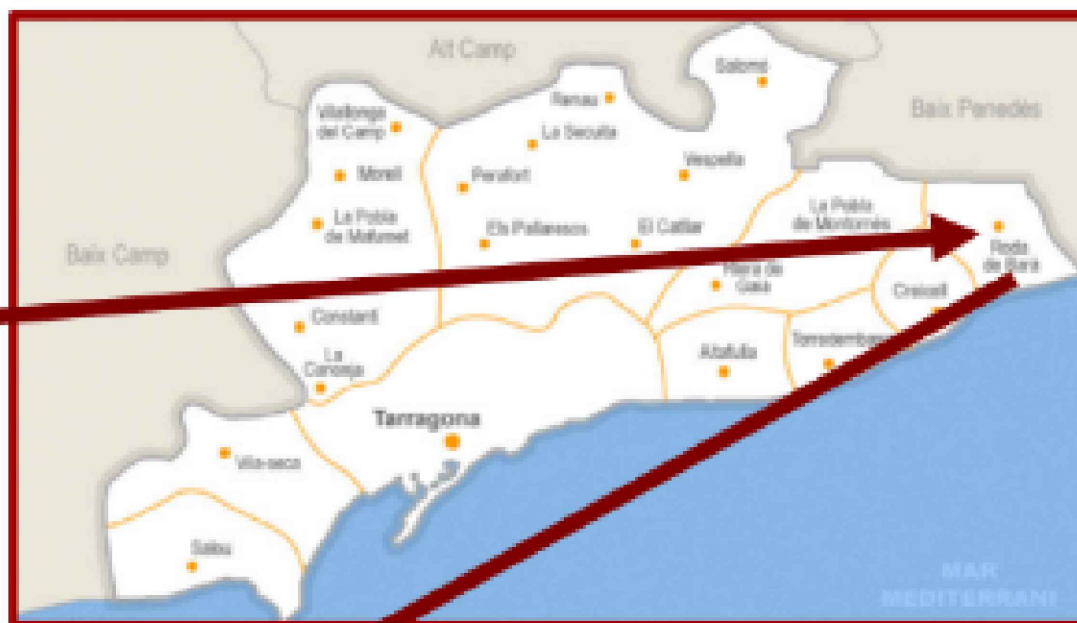 Alt Camp
Salomó
Renau
Baix Penedès
Vilallonga
del Camp
La Secuita
Morell
Perafort
Vespella
La Pobla
de Mafumet
La Pobla
de Montornès
Els Pallaresos
El Catllar
Roda
de Barà
Baix Camp
Riera de
Gaià
Creixell
Constantí
La
Canonja
Altafulla
Torredembarra
Tarragona
Vila-seca
Salou
MAR
MEDITERRANI